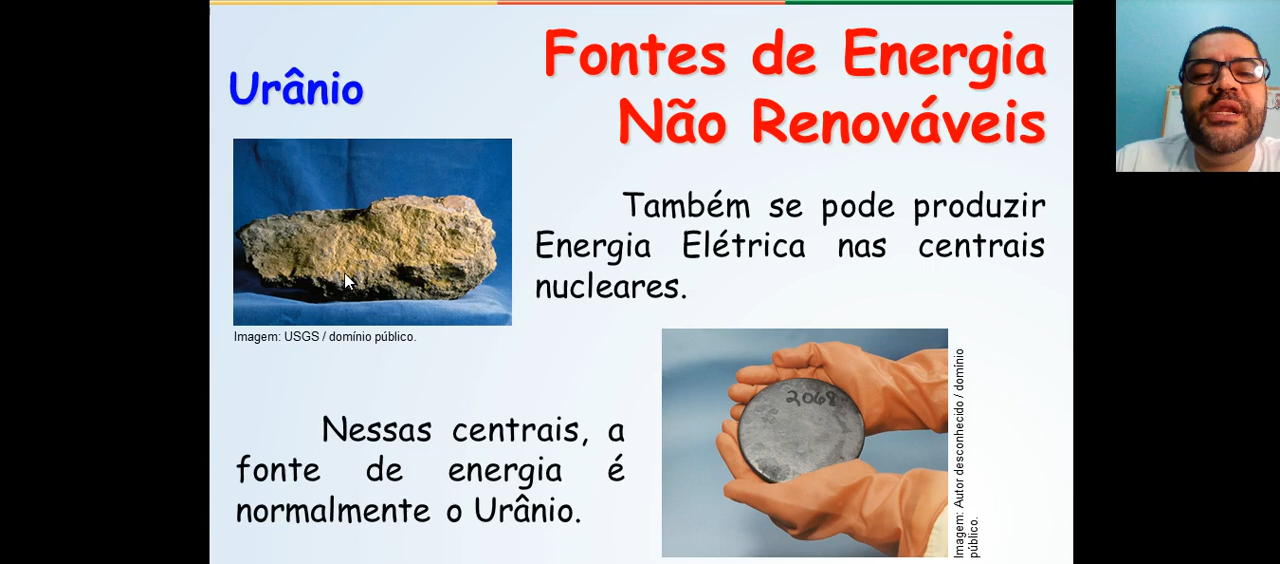 Fontes de Energia
Não Renováveis
Urânio
Também se pode produzir
Energia Elétrica nas centrais
nucleares.
Imagem: USGS / domínio público.
2068
Nessas centrais, a
fonte de energia é
normalmente o Urânio.
Imagem: Autor desconhecido / domínio
público.